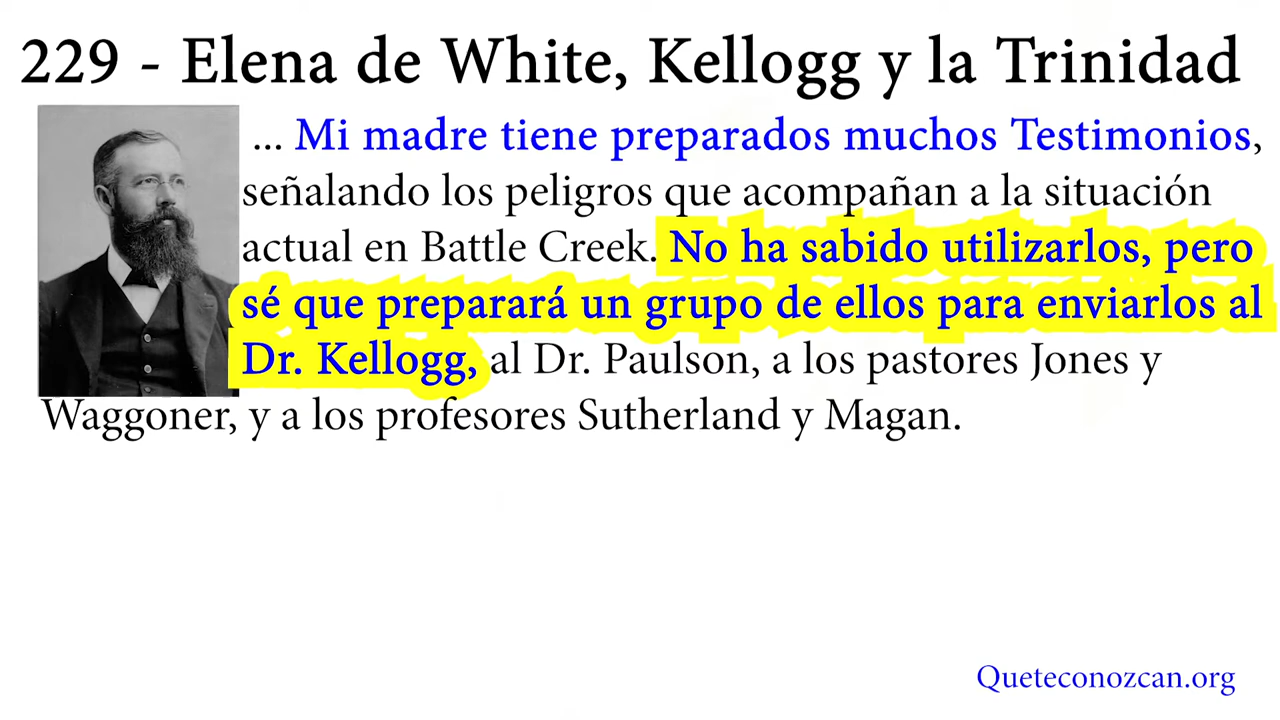 229 - Elena de White, Kellogg y la Trinidad
... Mi madre tiene preparados muchos Testimonios,
señalando los peligros que acompañan a la situación
actual en Battle Creek. No ha sabido utilizarlos, pero
sé que preparará un grupo de ellos para enviarlos al
Dr. Kellogg, al Dr. Paulson, a los pastores Jones y
Waggoner, y a los profesores Sutherland y Magan.
Queteconozcan.org